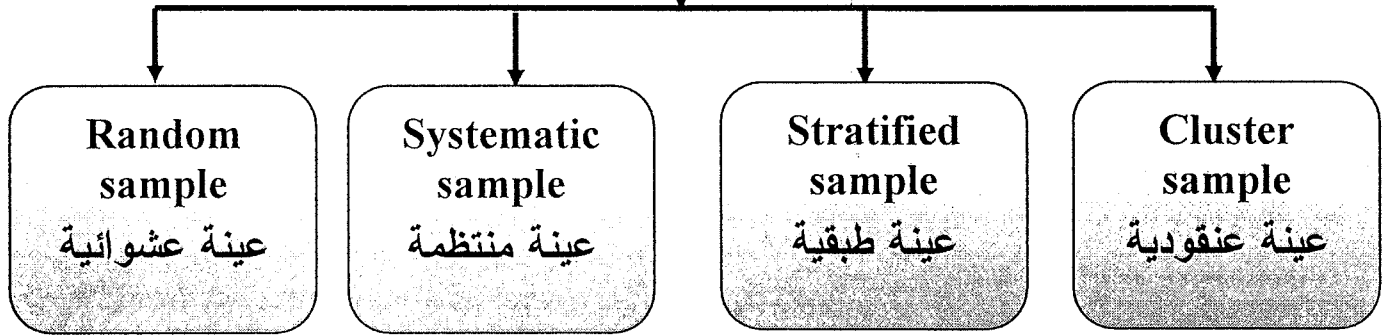 Random
sample
عينة عشوائية
Systematic
sample
عينة منتظمة
Stratified
sample
عينة طبقية
Cluster
sample
عينة عنقودية